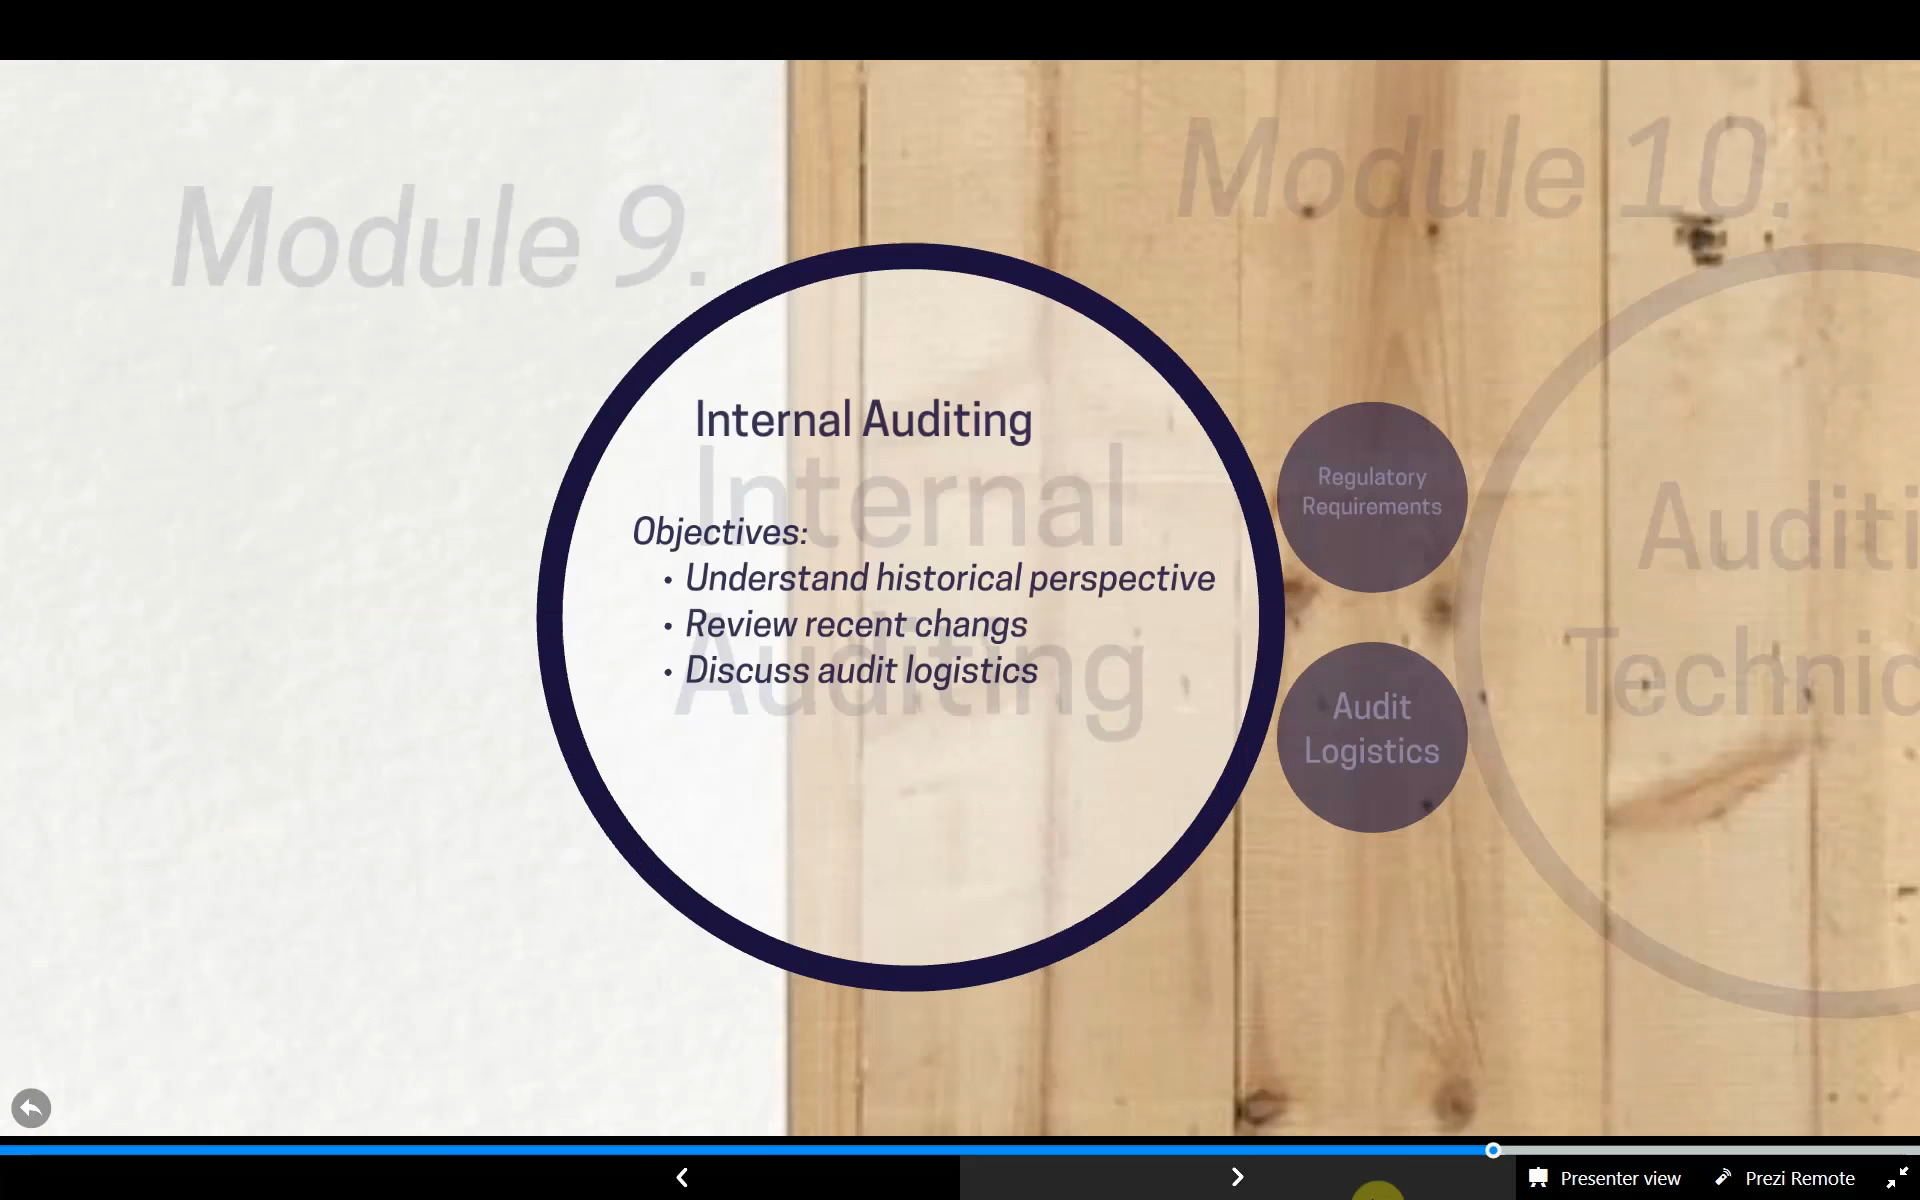 Module 9.
Module 10.
Internal Auditing
Internal
Auditing
Objectives:
• Understand historical perspective
• Review recent changs
• Discuss audit logistics
Regulatory
Requirements
Audit
Logistics
Auditi
Technic
Presenter view
Prezi Remote